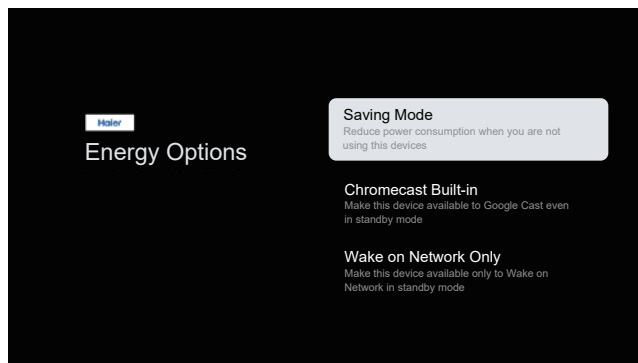 Haier
Energy Options
Saving Mode
Reduce power consumption when you are not
using this devices
Chromecast Built-in
Make this device available to Google Cast even
in standby mode
Wake on Network Only
Make this device available only to Wake on
Network in standby mode